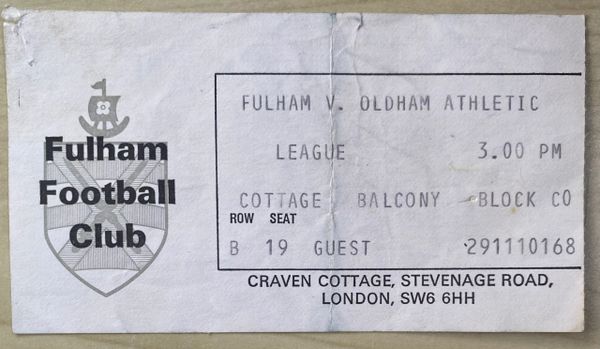 Fulham
Football
Club
FULHAM V. OLDHAM ATHLETIC
LEAGUE 3.00 PM
COTTAGE BALCONY - BLOCK CO
ROW SEAT
B 19 GUEST 291110168
CRAVEN COTTAGE, STEVENAGE ROAD,
LONDON, SW6 6HH